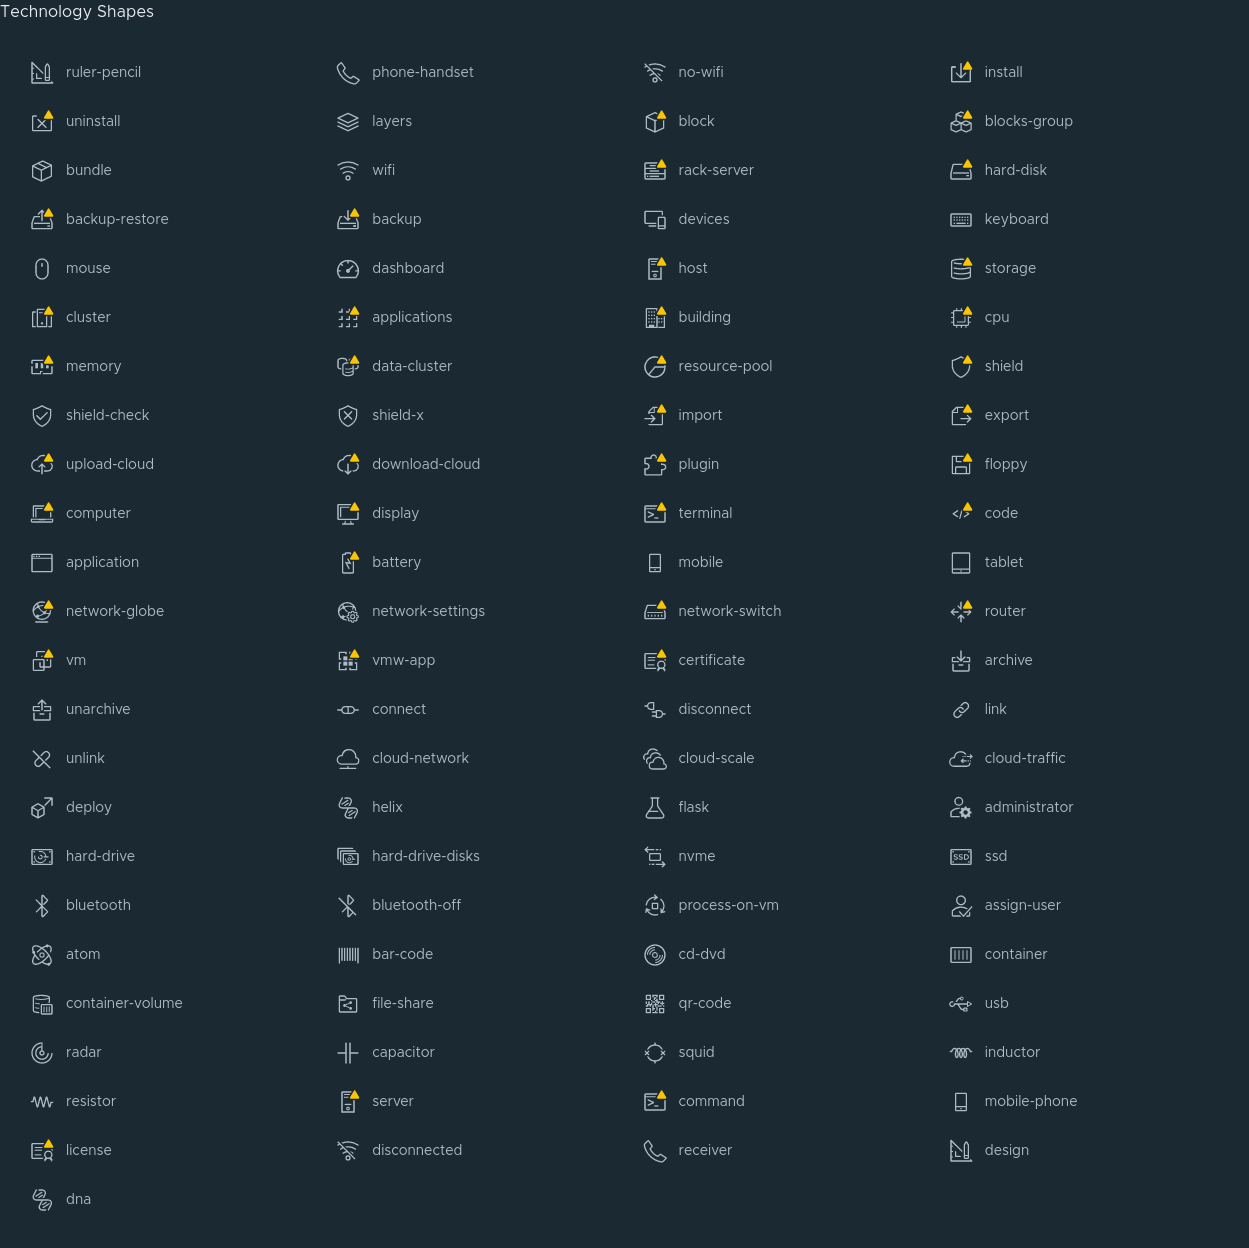 Technology Shapes
ruler-pencil phone-handset no-wifi install
uninstall layers block blocks-group
bundle wifi rack-server hard-disk
backup-restore backup devices keyboard
mouse dashboard host storage
cluster applications building cpu
memory data-cluster resource-pool shield
shield-check shield-x import export
upload-cloud download-cloud plugin floppy
computer display terminal code
application battery mobile tablet
network-globe network-settings network-switch router
vm vmw-app certificate archive
unarchive connect disconnect link
unlink cloud-network cloud-scale cloud-traffic
deploy helix flask administrator
hard-drive hard-drive-disks nvme SSD ssd
bluetooth bluetooth-off process-on-vm assign-user
atom bar-code cd-dvd container
container-volume file-share qr-code usb
radar capacitor squid inductor
resistor server command mobile-phone
license disconnected receiver design
dna